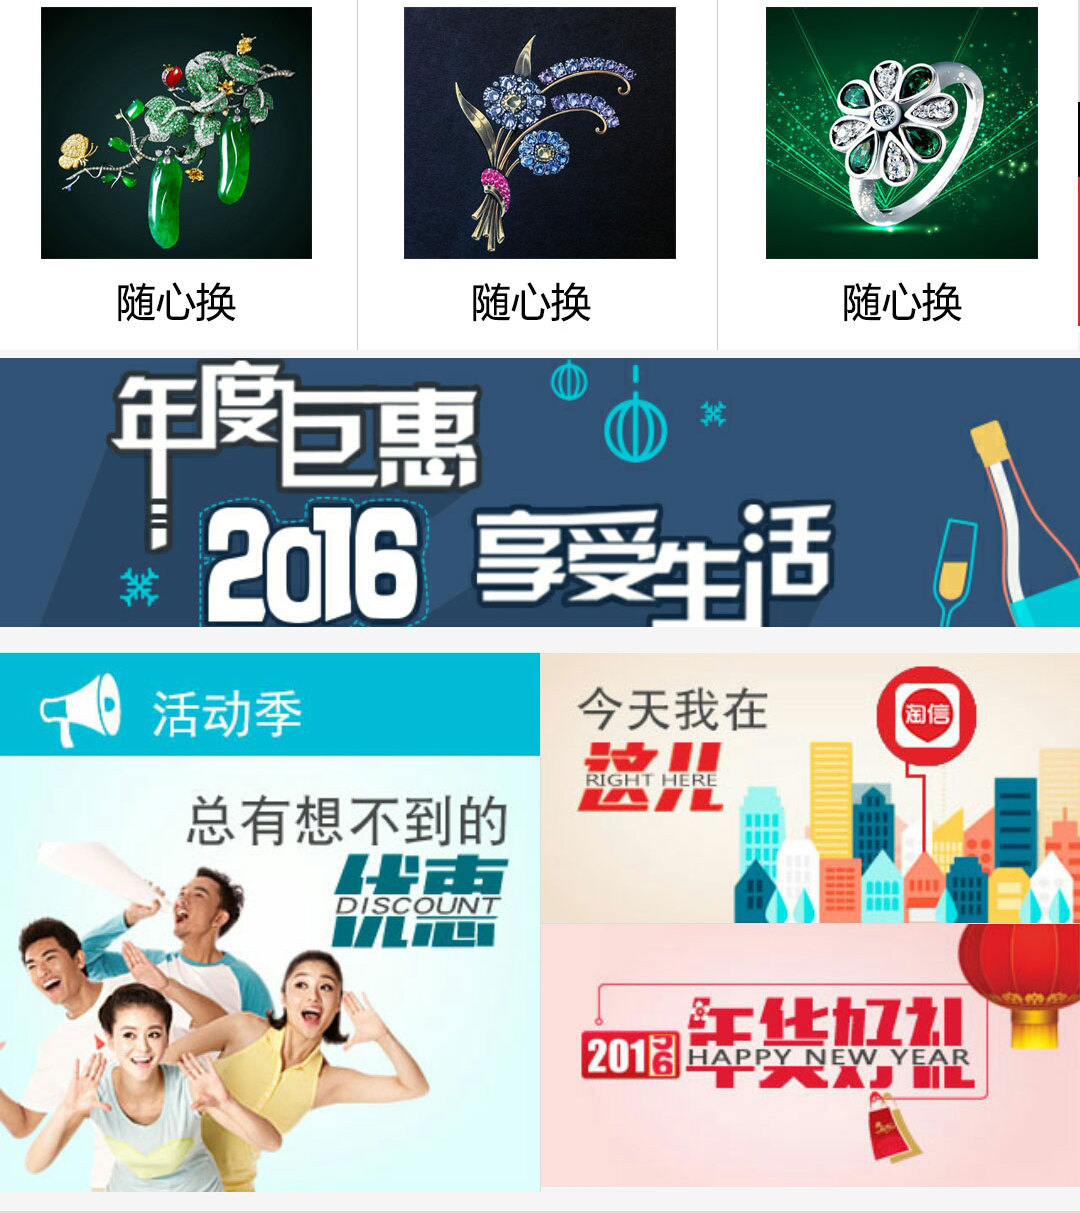 随心换
随心换
随心换
年度巨惠
2016
享受生活
活动季
总有想不到的
优惠
DISCOUNT
今天我在
这儿
RIGHT HERE
淘信
2016
年货好礼
HAPPY NEW YEAR